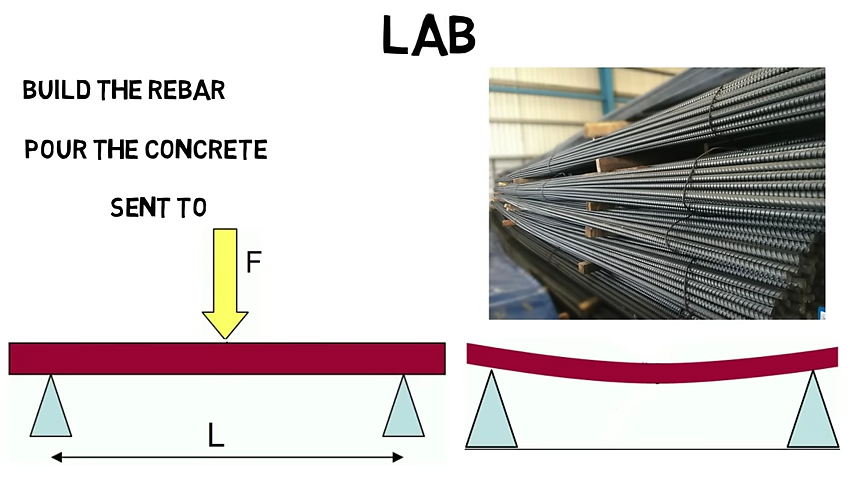 LAB
BUILD THE REBAR
POUR THE CONCRETE
SENT TO
F
L